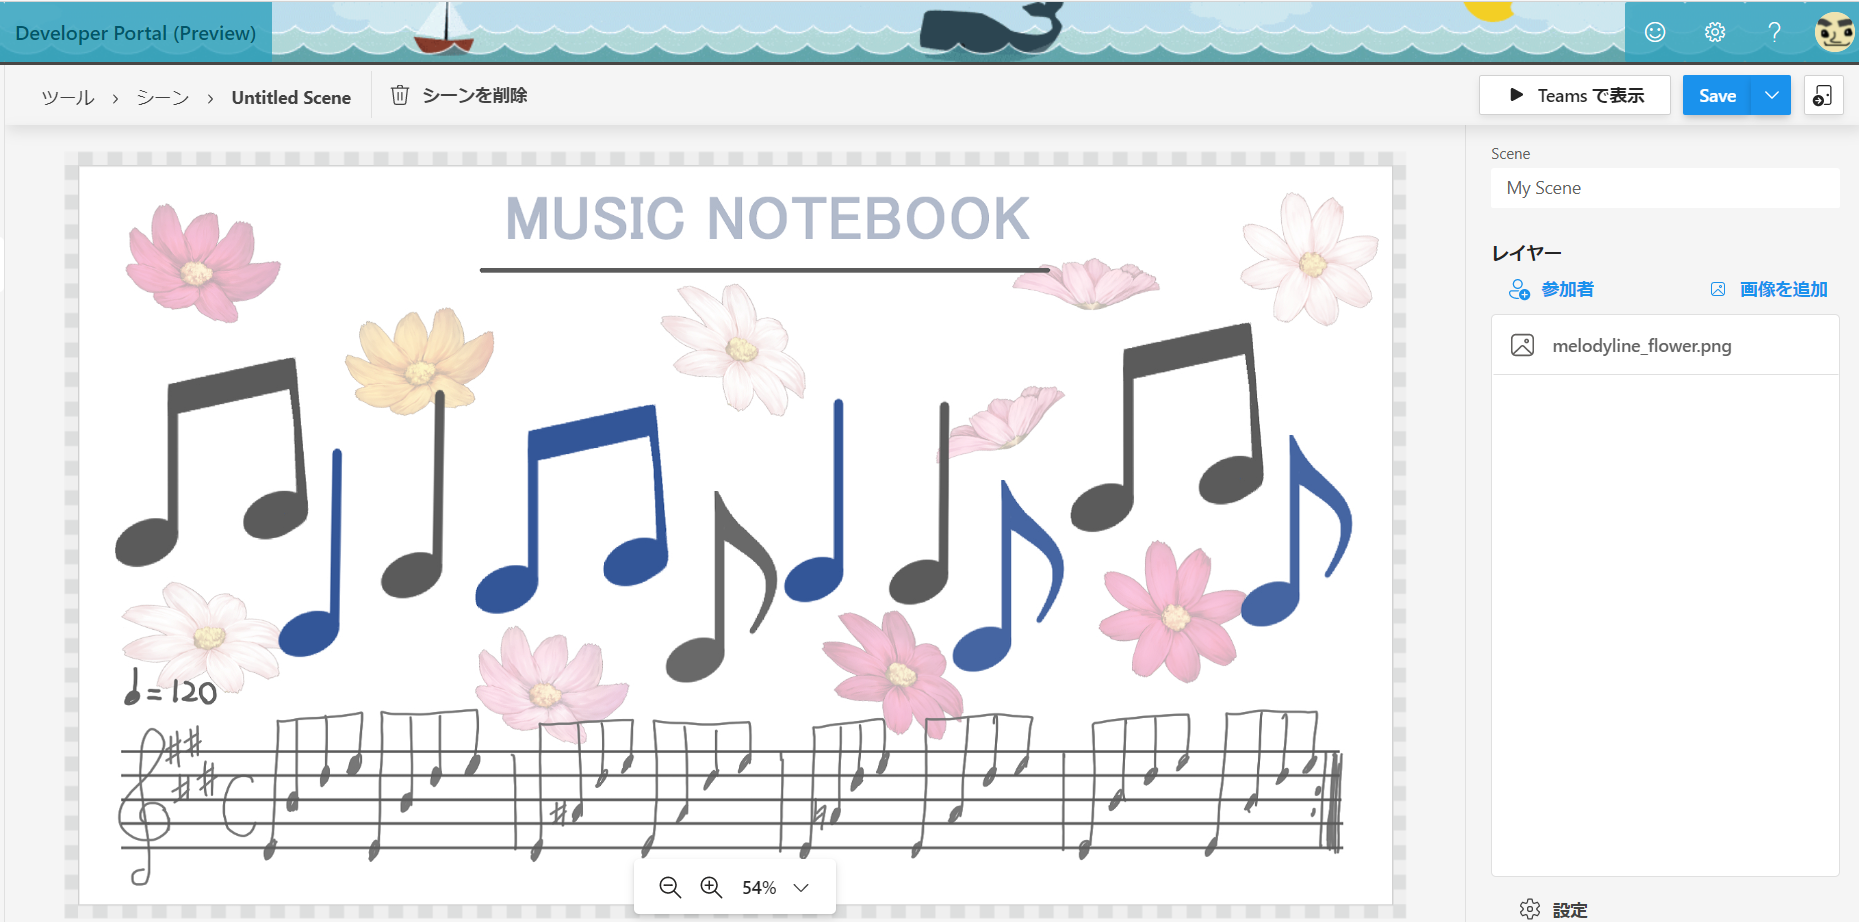 Developer Portal (Preview)
ツール > シーン > Untitled Scene
シーンを削除
Teams で表示
Save
Scene
My Scene
レイヤー
参加者
画像を追加
melodyline_flower.png
MUSIC NOTEBOOK
= 120
54%
設定